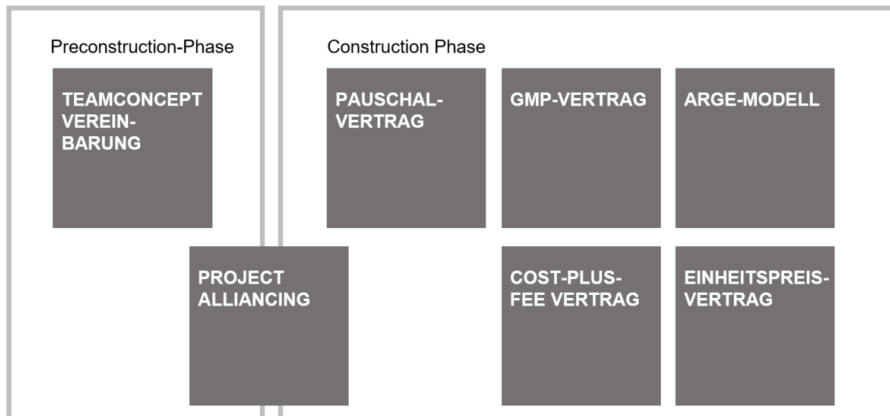 Preconstruction-Phase
Construction Phase
TEAMCONCEPT
VEREIN-
BARUNG
PAUSCHAL-
VERTRAG
GMP-VERTRAG
ARGE-MODELL
PROJECT
ALLIANCING
COST-PLUS-
FEE VERTRAG
EINHEITSPREIS-
VERTRAG